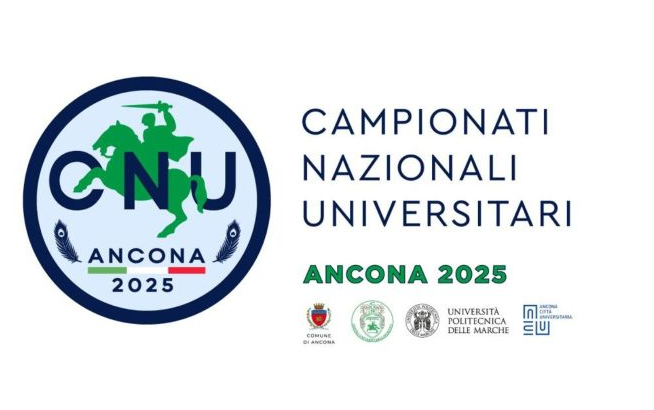 CNU
ANCONA
2025
CAMPIONATI
NAZIONALI
UNIVERSITARI
ANCONA 2025
COMUNE
DI ANCONA
UNIVERSITÀ
POLITECNICA
DELLE MARCHE
ANCONA
CITTÀ
UNIVERSITARIA